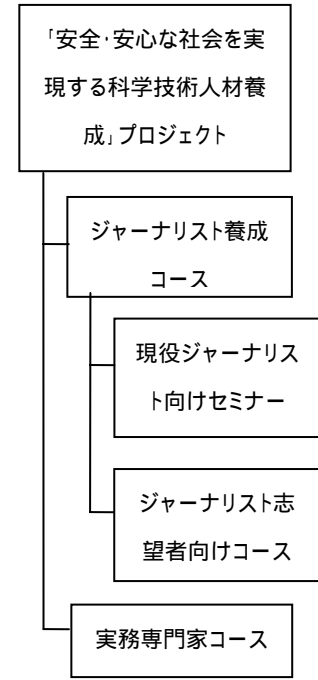 「安全・安心な社会を実
現する科学技術人材養
成」プロジェクト
ジャーナリスト養成
コース
現役ジャーナリス
ト向けセミナー
ジャーナリスト志
望者向けコース
実務専門家コース